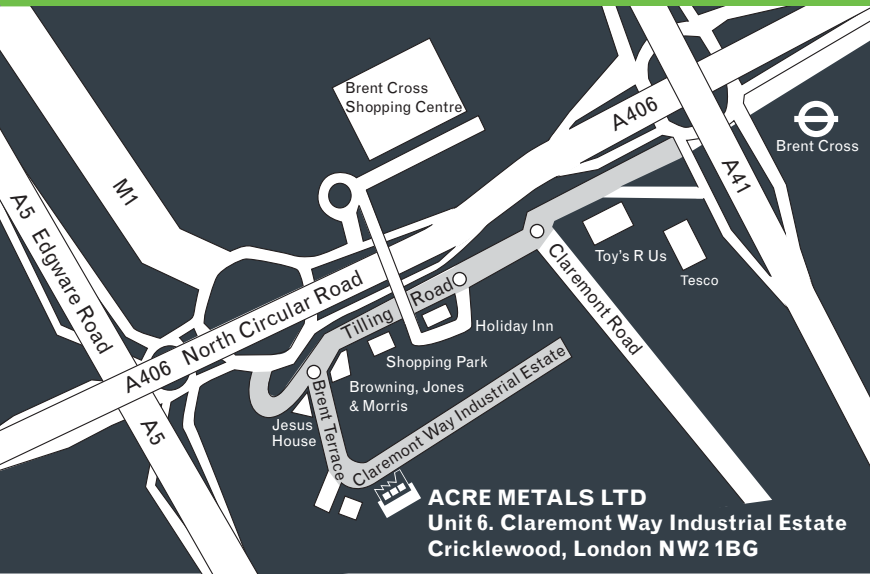 Brent Cross
Shopping Centre
A406
Brent Cross
M1
A41
A5 Edgware Road
Toy's R Us
Tesco
Claremont Road
A406 North Circular Road
Tilling Road
Holiday Inn
Shopping Park
Browning, Jones
& Morris
Jesus
House
Brent Terrace
Claremont Way Industrial Estate
A5
ACRE METALS LTD
Unit 6. Claremont Way Industrial Estate
Cricklewood, London NW2 1BG